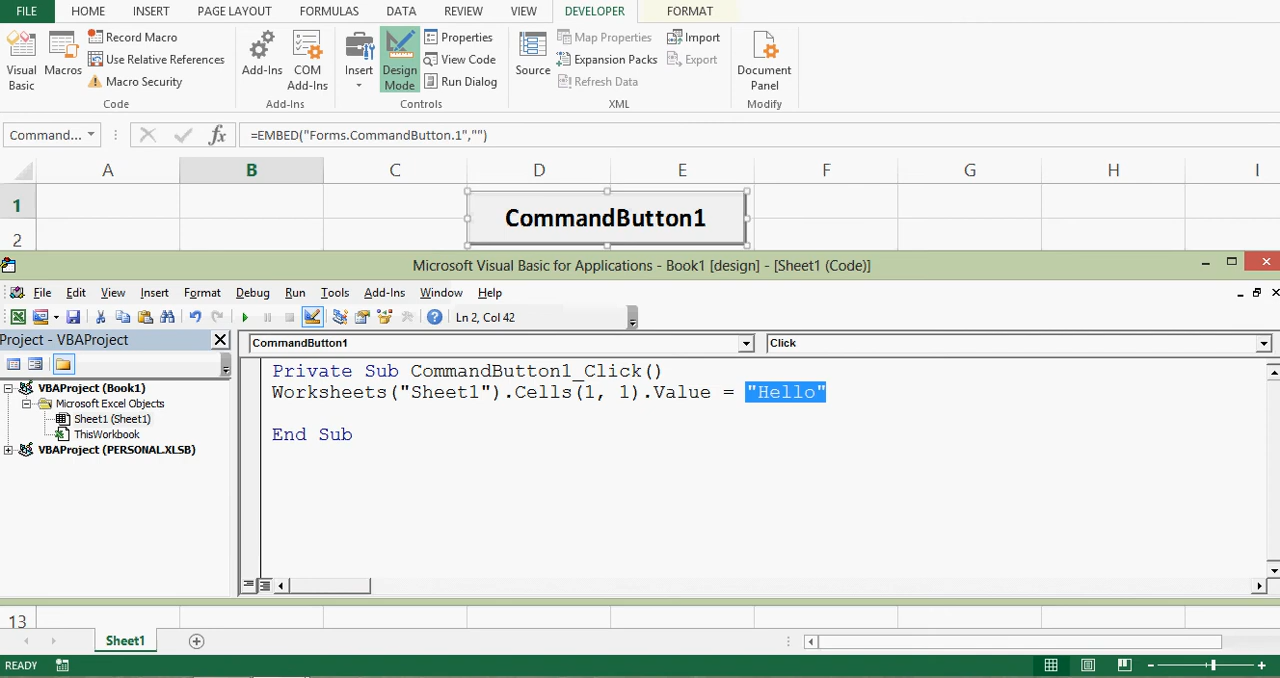 FILE HOME INSERT PAGE LAYOUT FORMULAS DATA REVIEW VIEW DEVELOPER FORMAT
Visual Basic
Macros
Record Macro
Use Relative References
Macro Security
Code
Add-Ins
COM Add-Ins
Add-Ins
Insert
Design Mode
Properties
View Code
Run Dialog
Controls
Source
Map Properties
Expansion Packs
Refresh Data
Import
Export
XML
Document Panel
Modify
Command... fx =EMBED("Forms.CommandButton.1","")
A B C D E F G H I
1
CommandButton1
2
Microsoft Visual Basic for Applications - Book1 [design] - [Sheet1 (Code)]
File Edit View Insert Format Debug Run Tools Add-Ins Window Help
Ln 2, Col 42
Project - VBAProject
VBAProject (Book1)
Microsoft Excel Objects
Sheet1 (Sheet1)
ThisWorkbook
VBAProject (PERSONAL.XLSB)
CommandButton1 Click
Private Sub CommandButton1_Click()
Worksheets("Sheet1").Cells(1, 1).Value = "Hello"
End Sub
13
Sheet1
READY